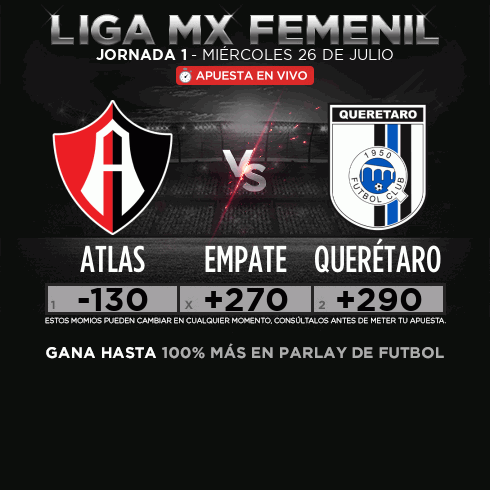 LIGA MX FEMENIL
JORNADA 1 - MIÉRCOLES 26 DE JULIO
APUESTA EN VIVO
QUERETARO
1950
FUTBOL CLUB
A
VS
ATLAS EMPATE QUERÉTARO
1 -130 X +270 2 +290
ESTOS MOMIOS PUEDEN CAMBIAR EN CUALQUIER MOMENTO, CONSÚLTALOS ANTES DE METER TU APUESTA.
GANA HASTA 100% MÁS EN PARLAY DE FUTBOL